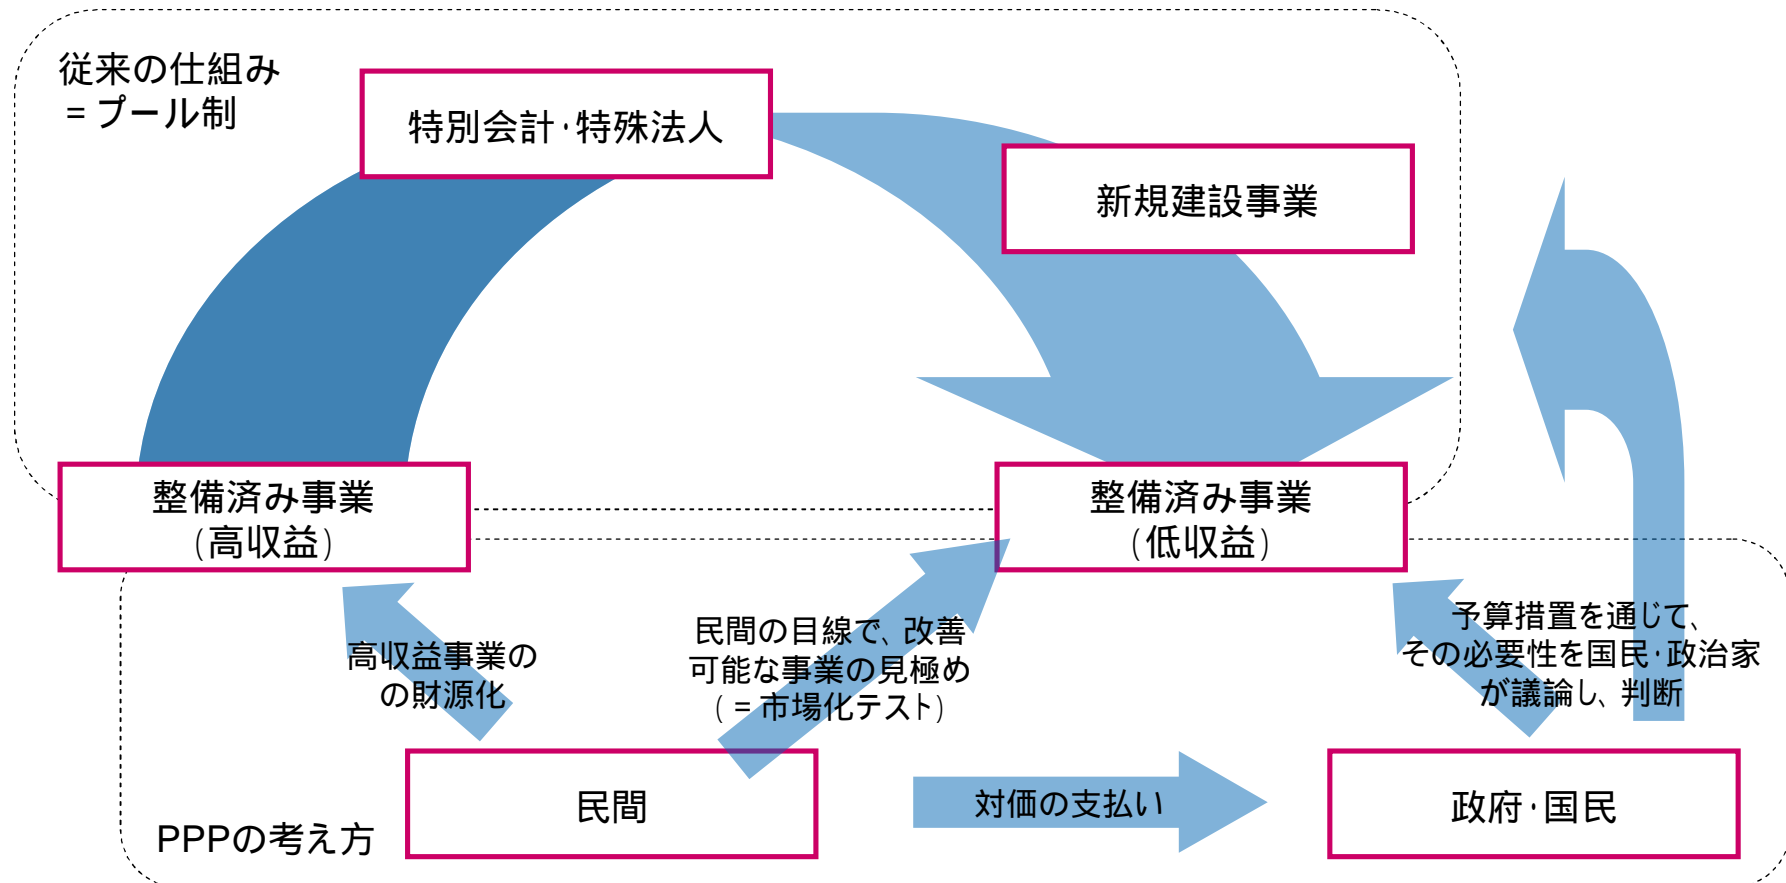 従来の仕組み
=プール制
特別会計･特殊法人
新規建設事業
整備済み事業
(高収益)
整備済み事業
(低収益)
高収益事業の
の財源化
民間の目線で、改善
可能な事業の見極め
(=市場化テスト)
予算措置を通じて、
その必要性を国民･政治家
が議論し、判断
民間
対価の支払い
政府･国民
PPPの考え方